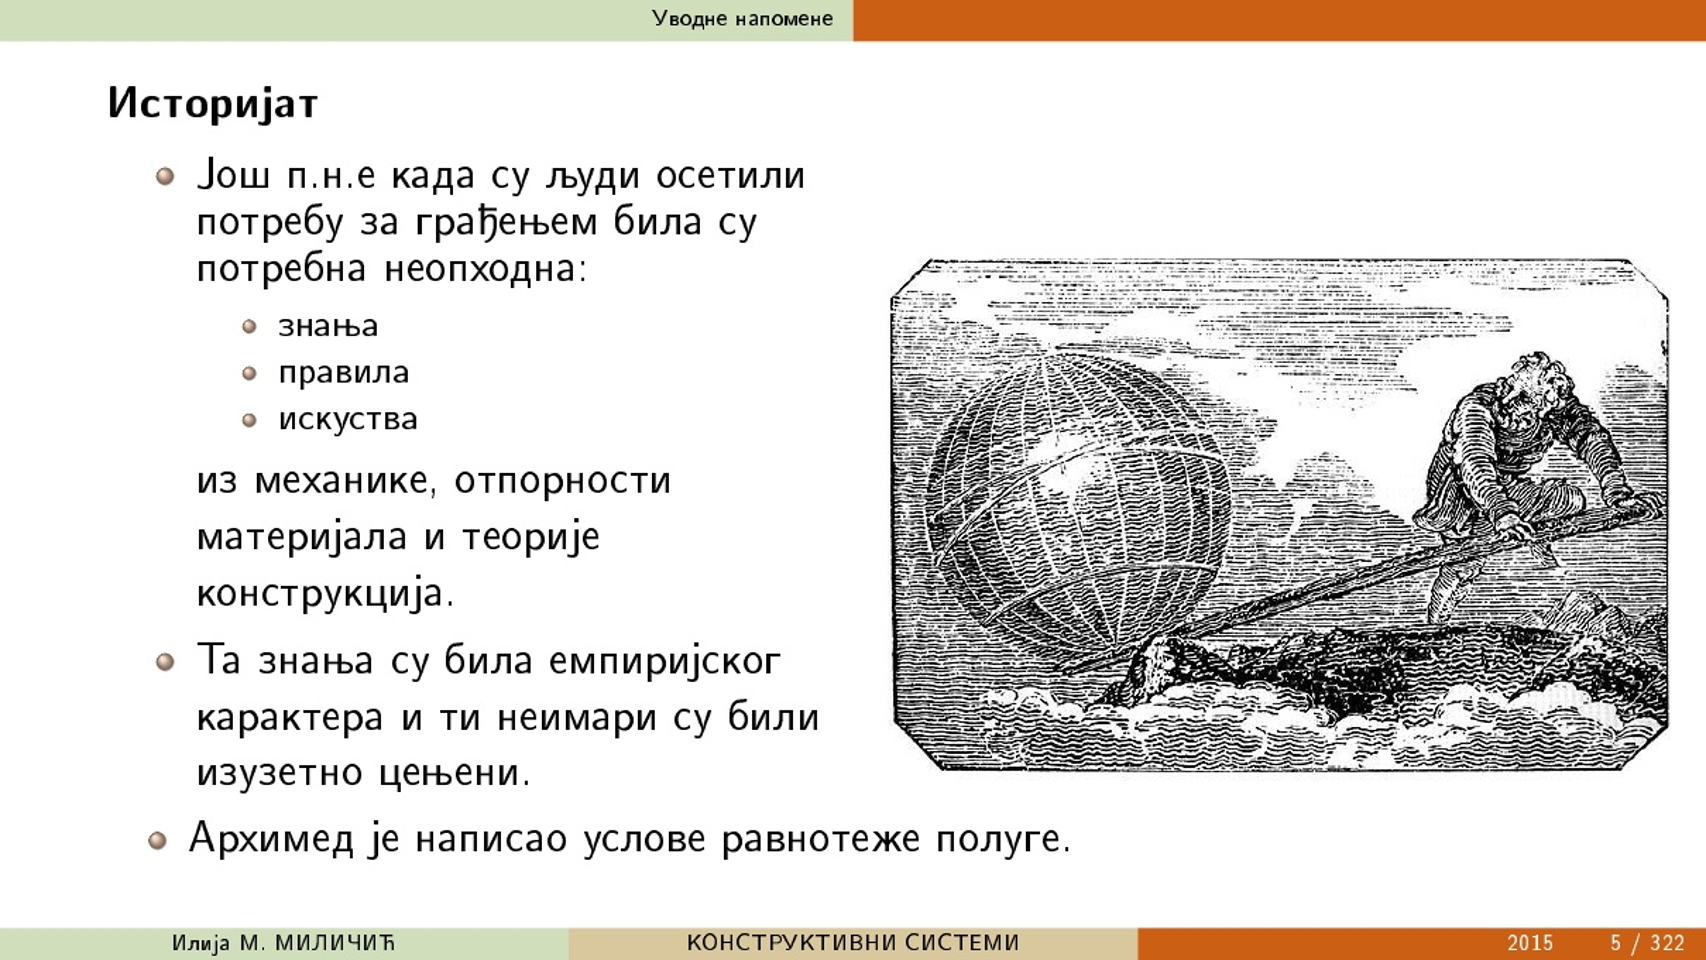 Уводне напомене
Историјат
Још п.н.е када су људи осетили
потребу за грађењем била су
потребна неопходна:
знања
правила
искуства
из механике, отпорности
материјала и теорије
конструкција.
Та знања су била емпиријског
карактера и ти неимари су били
изузетно цењени.
Архимед је написао услове равнотеже полуге.
Илија М. МИЛИЧИЋ
КОНСТРУКТИВНИ СИСТЕМИ
2015 5 / 322